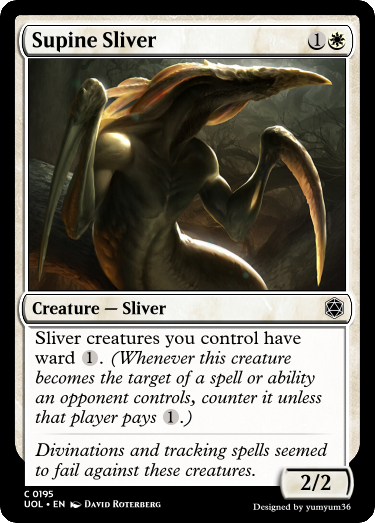 Supine Sliver 1
Creature — Sliver
Sliver creatures you control have
ward 1. (Whenever this creature
becomes the target of a spell or ability
an opponent controls, counter it unless
that player pays 1.)
Divinations and tracking spells seemed
to fail against these creatures.
2/2
C 0195
UOL • EN DAVID ROTERBERG
Designed by yumyum36